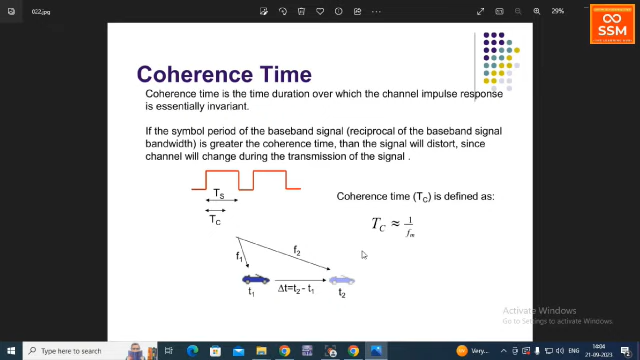 022.jpg
29%
SSM
Coherence Time
Coherence time is the time duration over which the channel impulse response
is essentially invariant.
If the symbol period of the baseband signal (reciprocal of the baseband signal
bandwidth) is greater the coherence time, than the signal will distort, since
channel will change during the transmission of the signal .
TS
TC
Coherence time (TC) is defined as:
TC ≈ 1/fm
f1
f2
t1
Δt=t2 - t1
t2
Activate Windows
Go to Settings to activate Windows.
Type here to search
Very...
ENG
14:04
21-09-2023